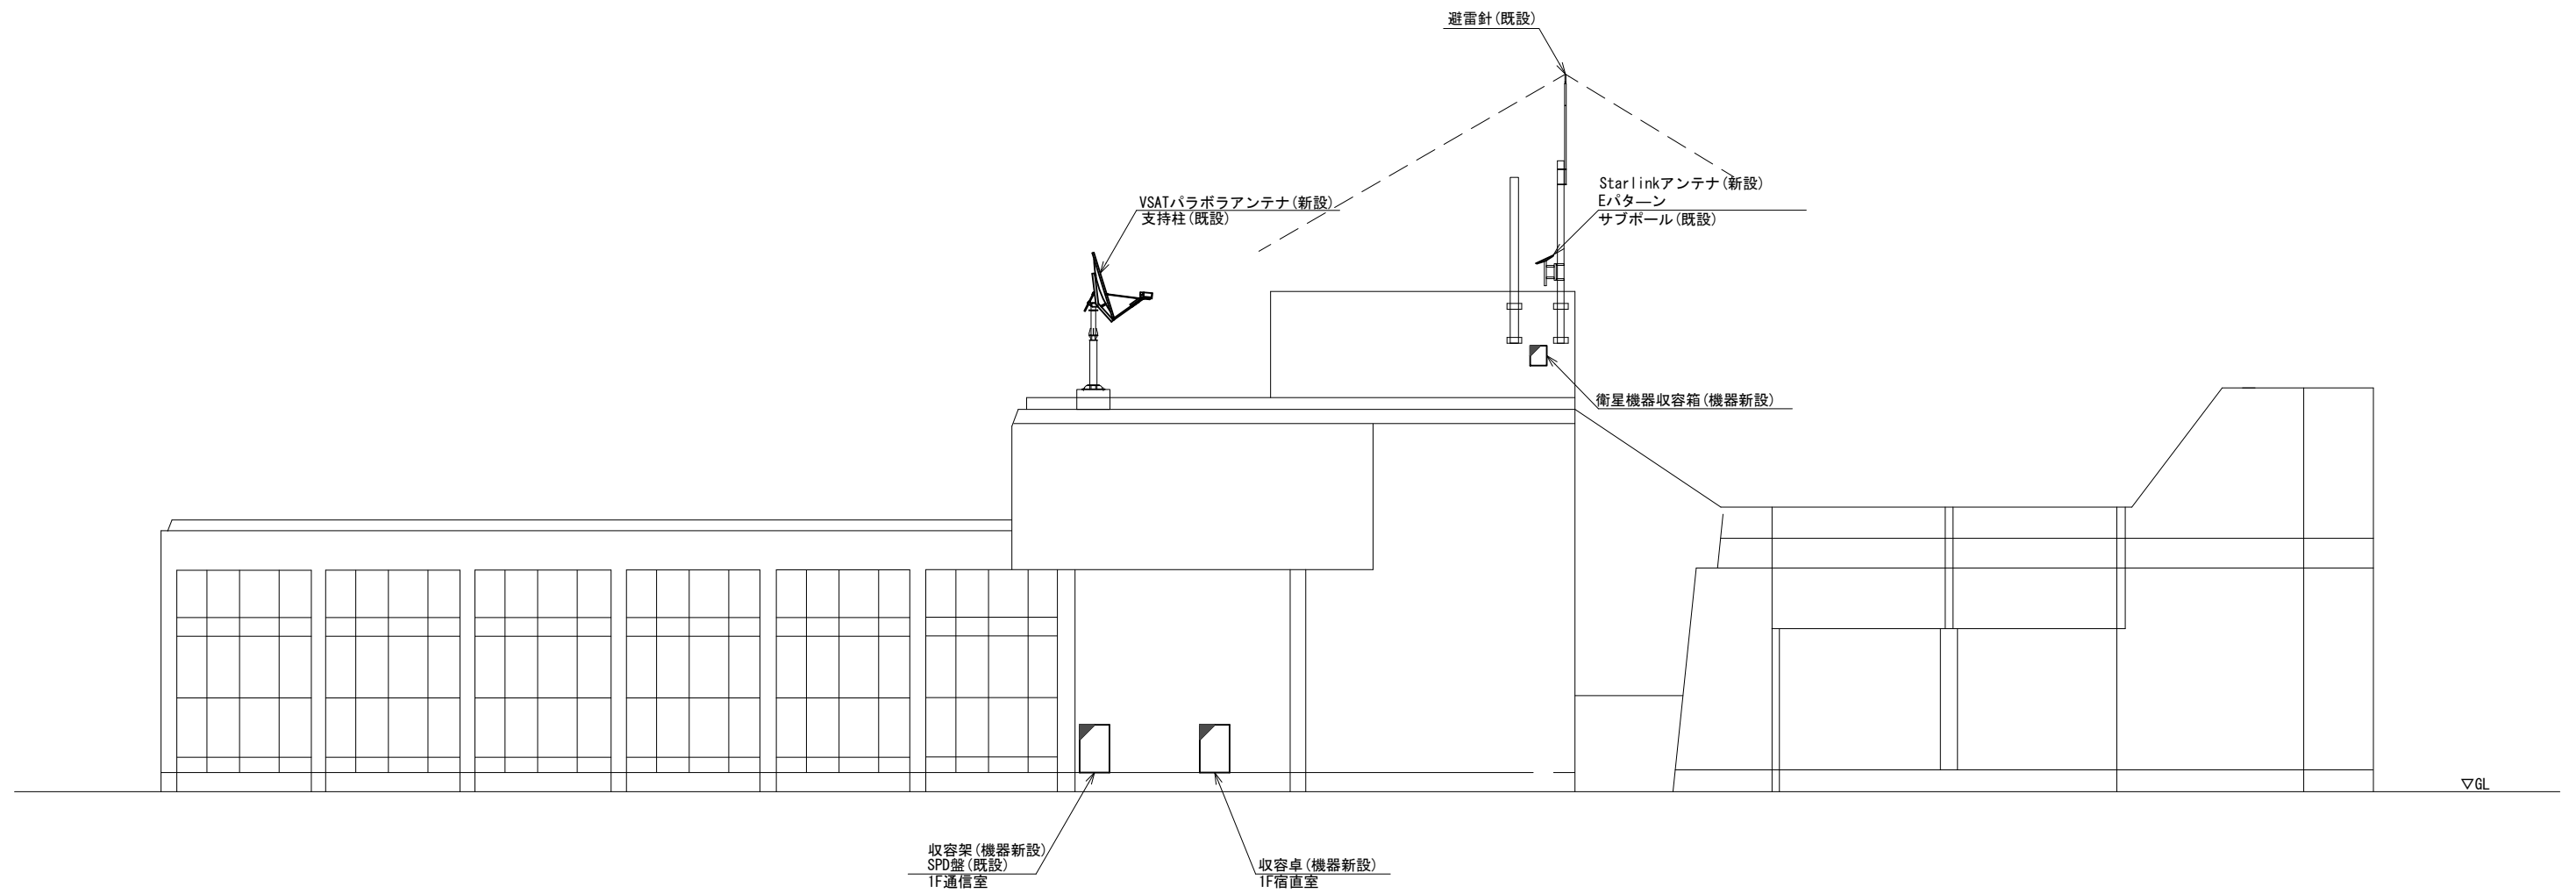 避雷針(既設)
Starlinkアンテナ(新設)
Eパターン
サブポール(既設)
VSATパラボラアンテナ(新設)
支持柱(既設)
衛星機器収容箱(機器新設)
▽GL
収容架(機器新設)
SPD盤(既設)
1F通信室
収容卓(機器新設)
1F宿直室